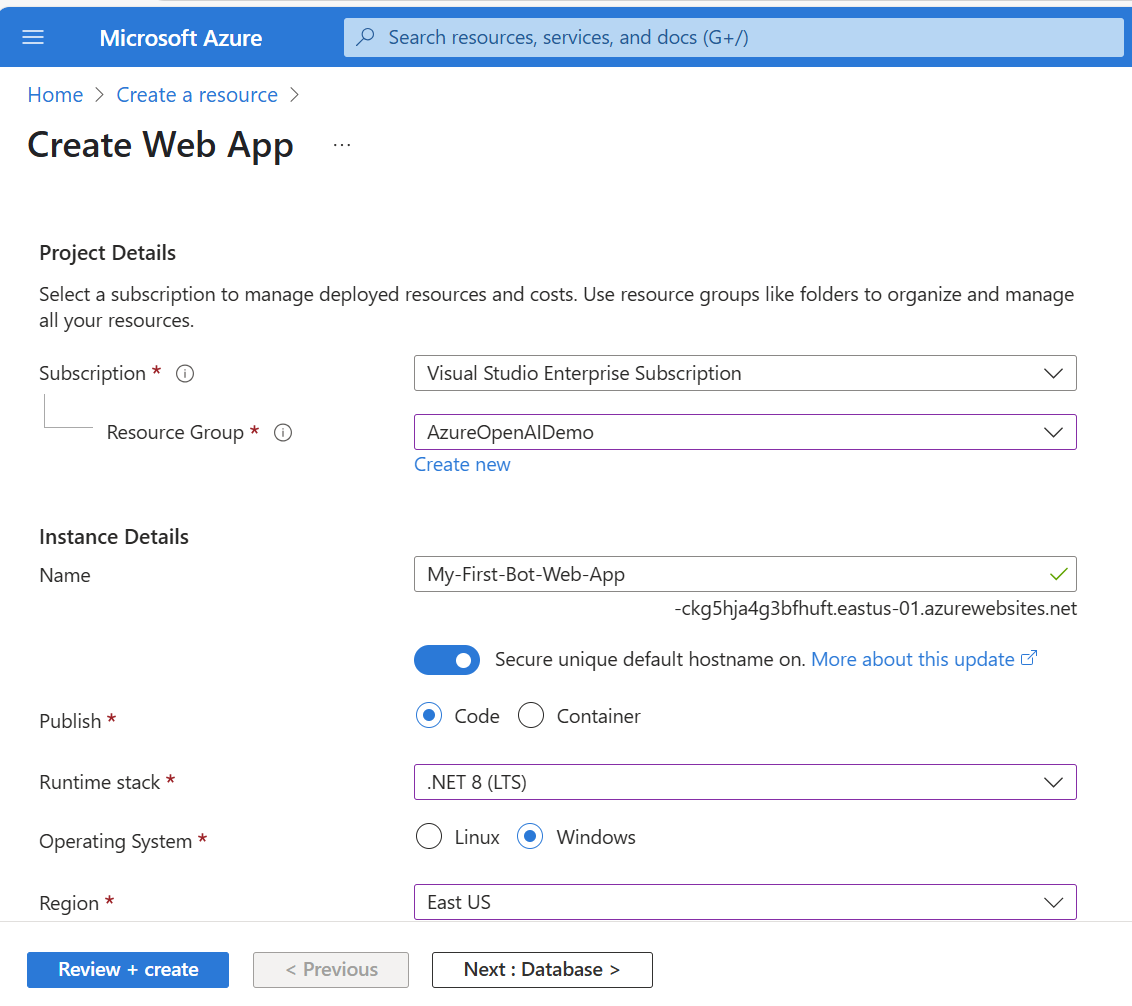 Microsoft Azure
Search resources, services, and docs (G+/)
Home > Create a resource >
Create Web App ...
Project Details
Select a subscription to manage deployed resources and costs. Use resource groups like folders to organize and manage
all your resources.
Subscription * Visual Studio Enterprise Subscription
Resource Group * AzureOpenAIDemo
Create new
Instance Details
Name My-First-Bot-Web-App
-ckg5hja4g3bfhuft.eastus-01.azurewebsites.net
Secure unique default hostname on. More about this update
Publish * Code Container
Runtime stack * .NET 8 (LTS)
Operating System * Linux Windows
Region * East US
Review + create < Previous Next : Database >